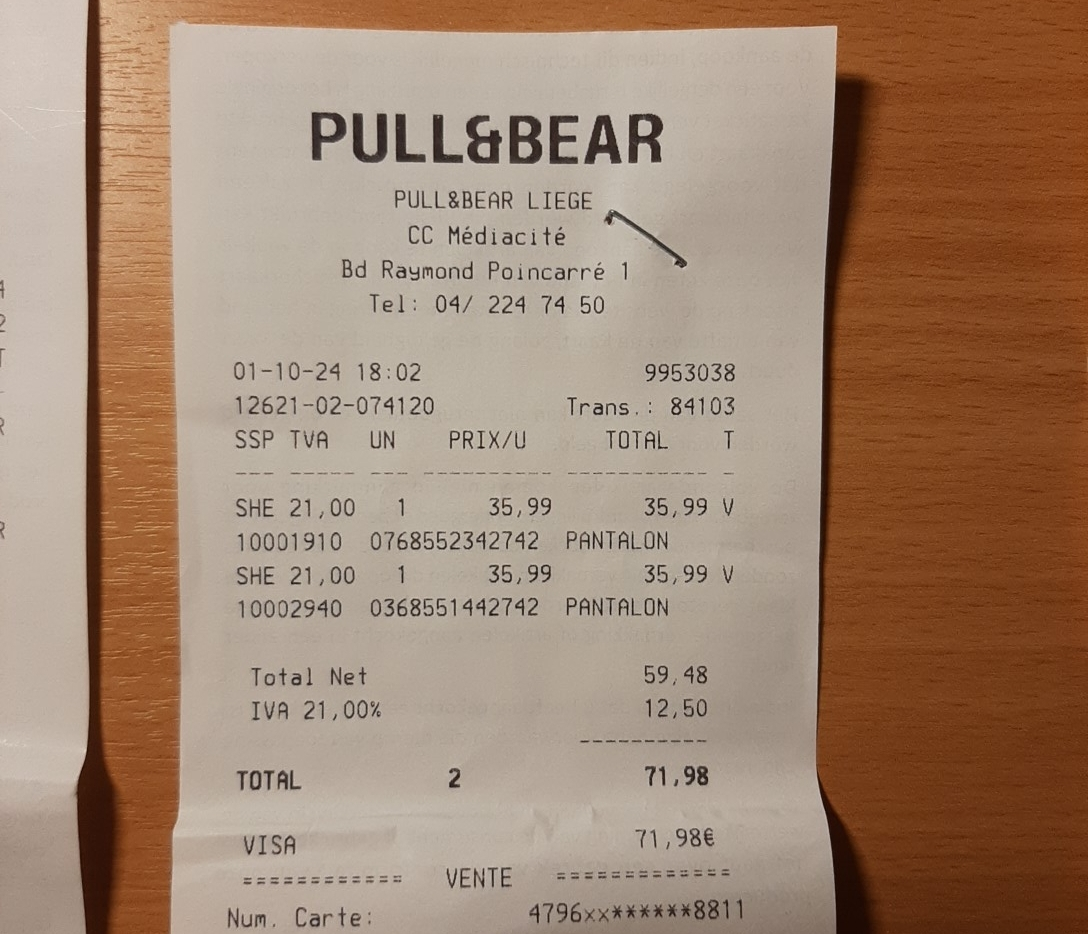 PULL&BEAR
PULL&BEAR LIEGE
CC Médiacité
Bd Raymond Poincarré 1
Tel: 04/ 224 74 50
01-10-24 18:02 9953038
12621-02-074120 Trans.: 84103
SSP TVA UN PRIX/U TOTAL T
--- ----- --- ---------- ----------- -
SHE 21,00 1 35,99 35,99 V
10001910 0768552342742 PANTALON
SHE 21,00 1 35,99 35,99 V
10002940 0368551442742 PANTALON
Total Net 59,48
IVA 21,00% 12,50
----------
TOTAL 2 71,98
VISA 71,98€
============ VENTE =============
Num. Carte: 4796xx******8811